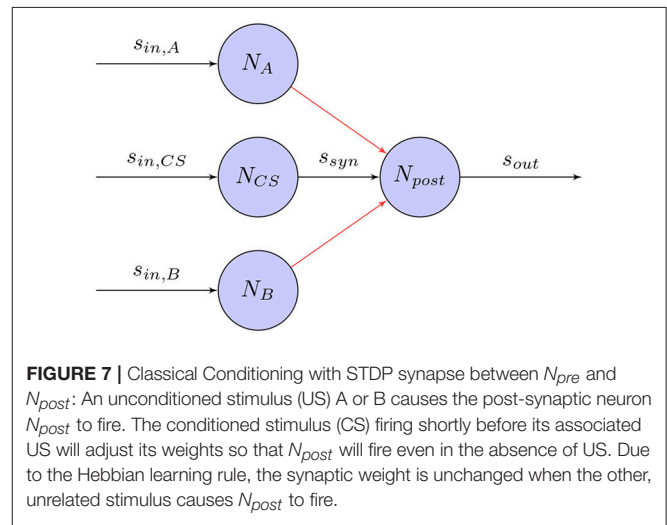 s_{in,A}
N_A
s_{in,CS}
N_{CS}
s_{syn}
N_{post}
s_{out}
s_{in,B}
N_B
FIGURE 7 | Classical Conditioning with STDP synapse between N_{pre} and
N_{post}: An unconditioned stimulus (US) A or B causes the post-synaptic neuron
N_{post} to fire. The conditioned stimulus (CS) firing shortly before its associated
US will adjust its weights so that N_{post} will fire even in the absence of US. Due
to the Hebbian learning rule, the synaptic weight is unchanged when the other,
unrelated stimulus causes N_{post} to fire.